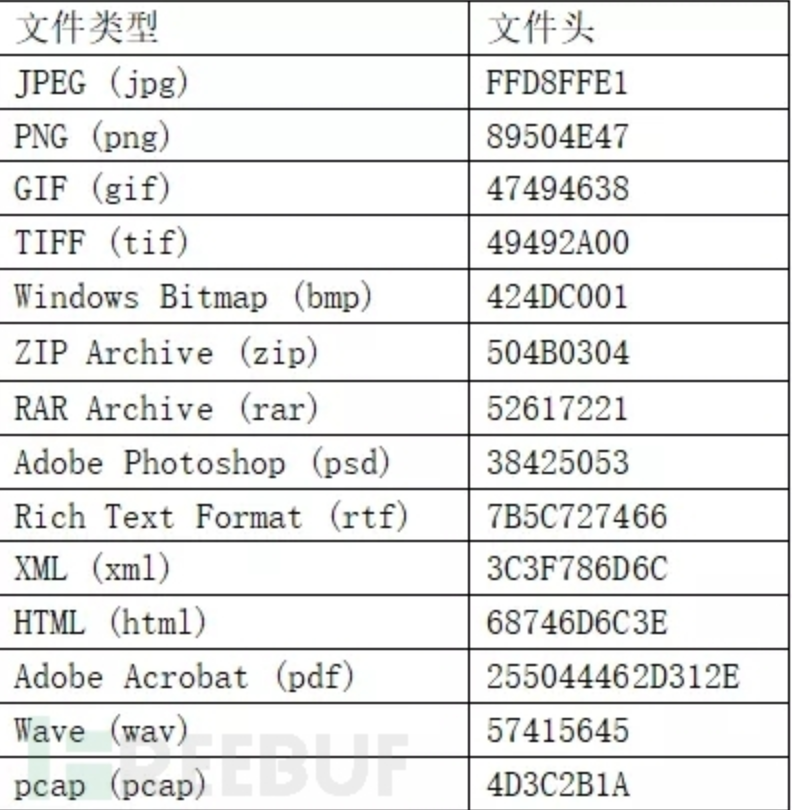 文件类型 文件头
JPEG (jpg) FFD8FFE1
PNG (png) 89504E47
GIF (gif) 47494638
TIFF (tif) 49492A00
Windows Bitmap (bmp) 424DC001
ZIP Archive (zip) 504B0304
RAR Archive (rar) 52617221
Adobe Photoshop (psd) 38425053
Rich Text Format (rtf) 7B5C727466
XML (xml) 3C3F786D6C
HTML (html) 68746D6C3E
Adobe Acrobat (pdf) 255044462D312E
Wave (wav) 57415645
pcap (pcap) 4D3C2B1A
FREEBUF